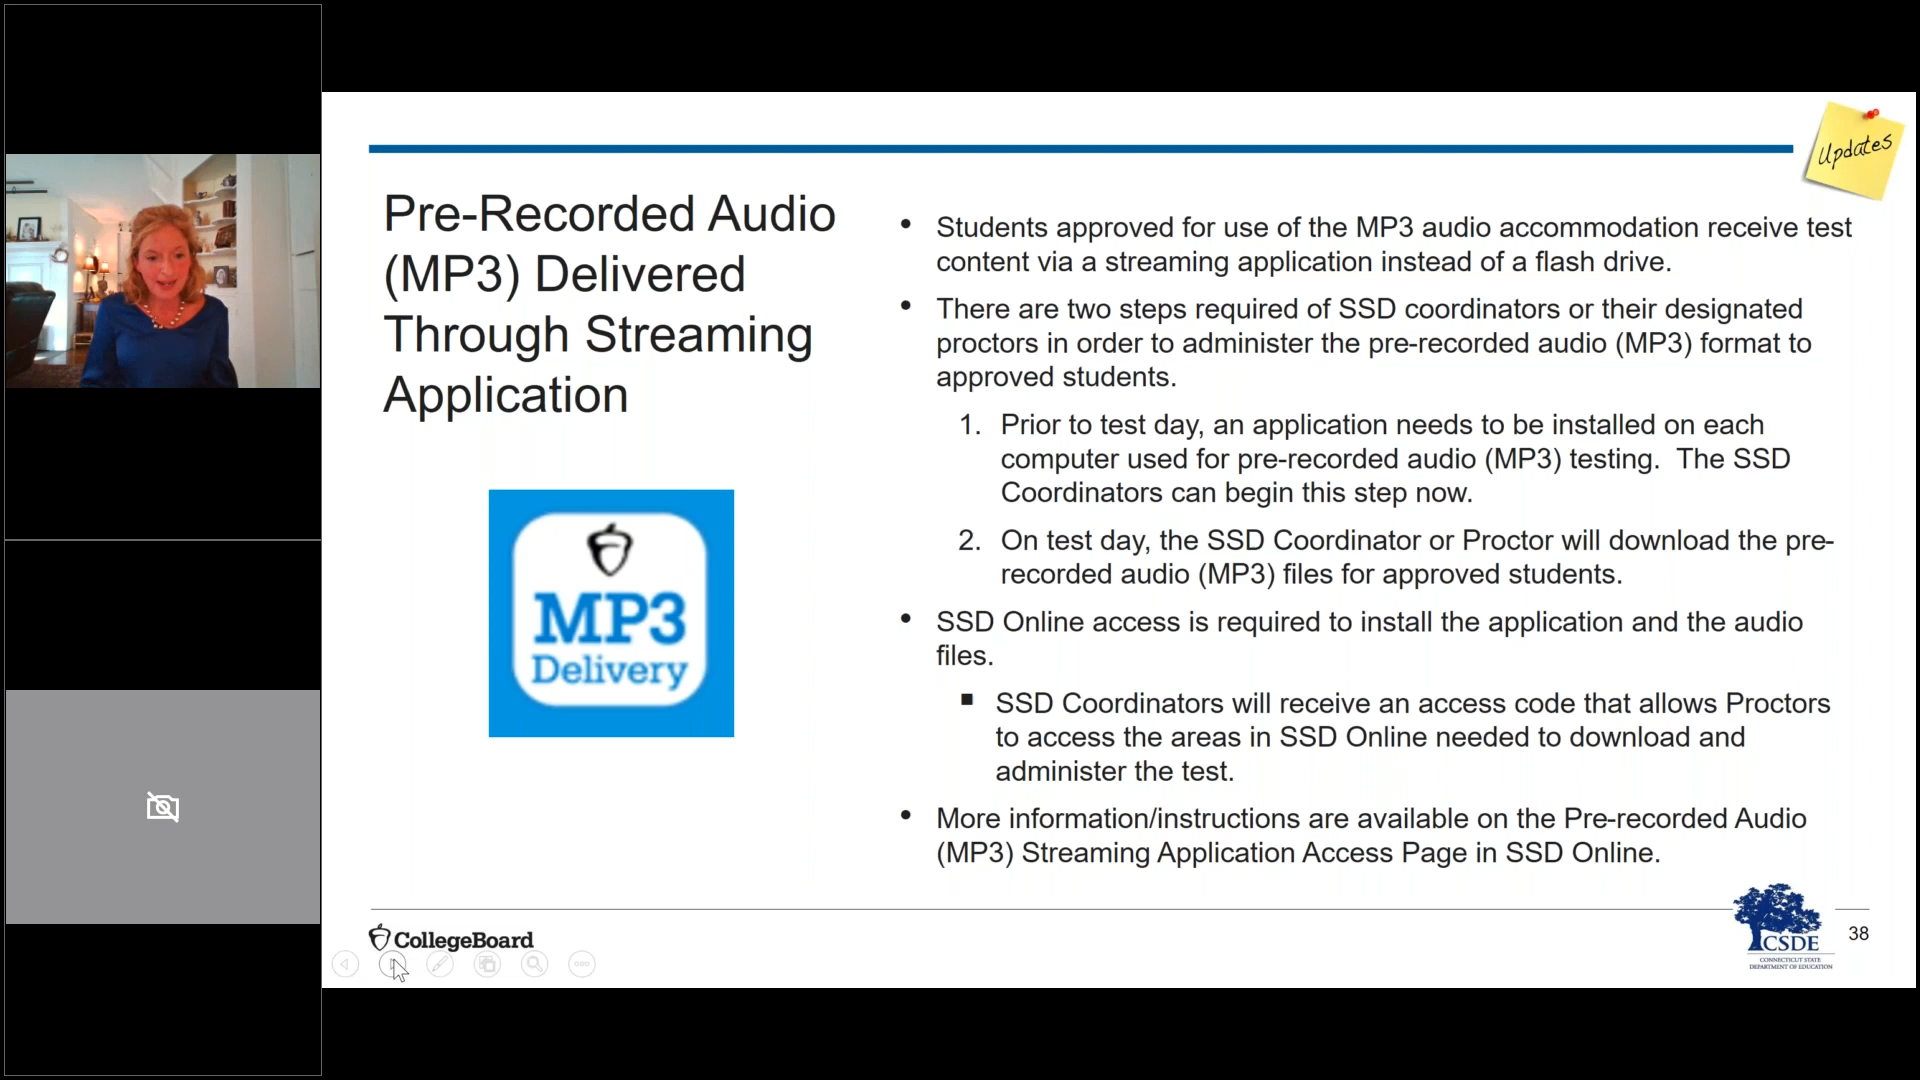 Updates
Pre-Recorded Audio
(MP3) Delivered
Through Streaming
Application
MP3
Delivery
• Students approved for use of the MP3 audio accommodation receive test
content via a streaming application instead of a flash drive.
• There are two steps required of SSD coordinators or their designated
proctors in order to administer the pre-recorded audio (MP3) format to
approved students.
1. Prior to test day, an application needs to be installed on each
computer used for pre-recorded audio (MP3) testing.  The SSD
Coordinators can begin this step now.
2. On test day, the SSD Coordinator or Proctor will download the pre-
recorded audio (MP3) files for approved students.
• SSD Online access is required to install the application and the audio
files.
▪ SSD Coordinators will receive an access code that allows Proctors
to access the areas in SSD Online needed to download and
administer the test.
• More information/instructions are available on the Pre-recorded Audio
(MP3) Streaming Application Access Page in SSD Online.
CollegeBoard
CSDE
CONNECTICUT STATE
DEPARTMENT OF EDUCATION
38